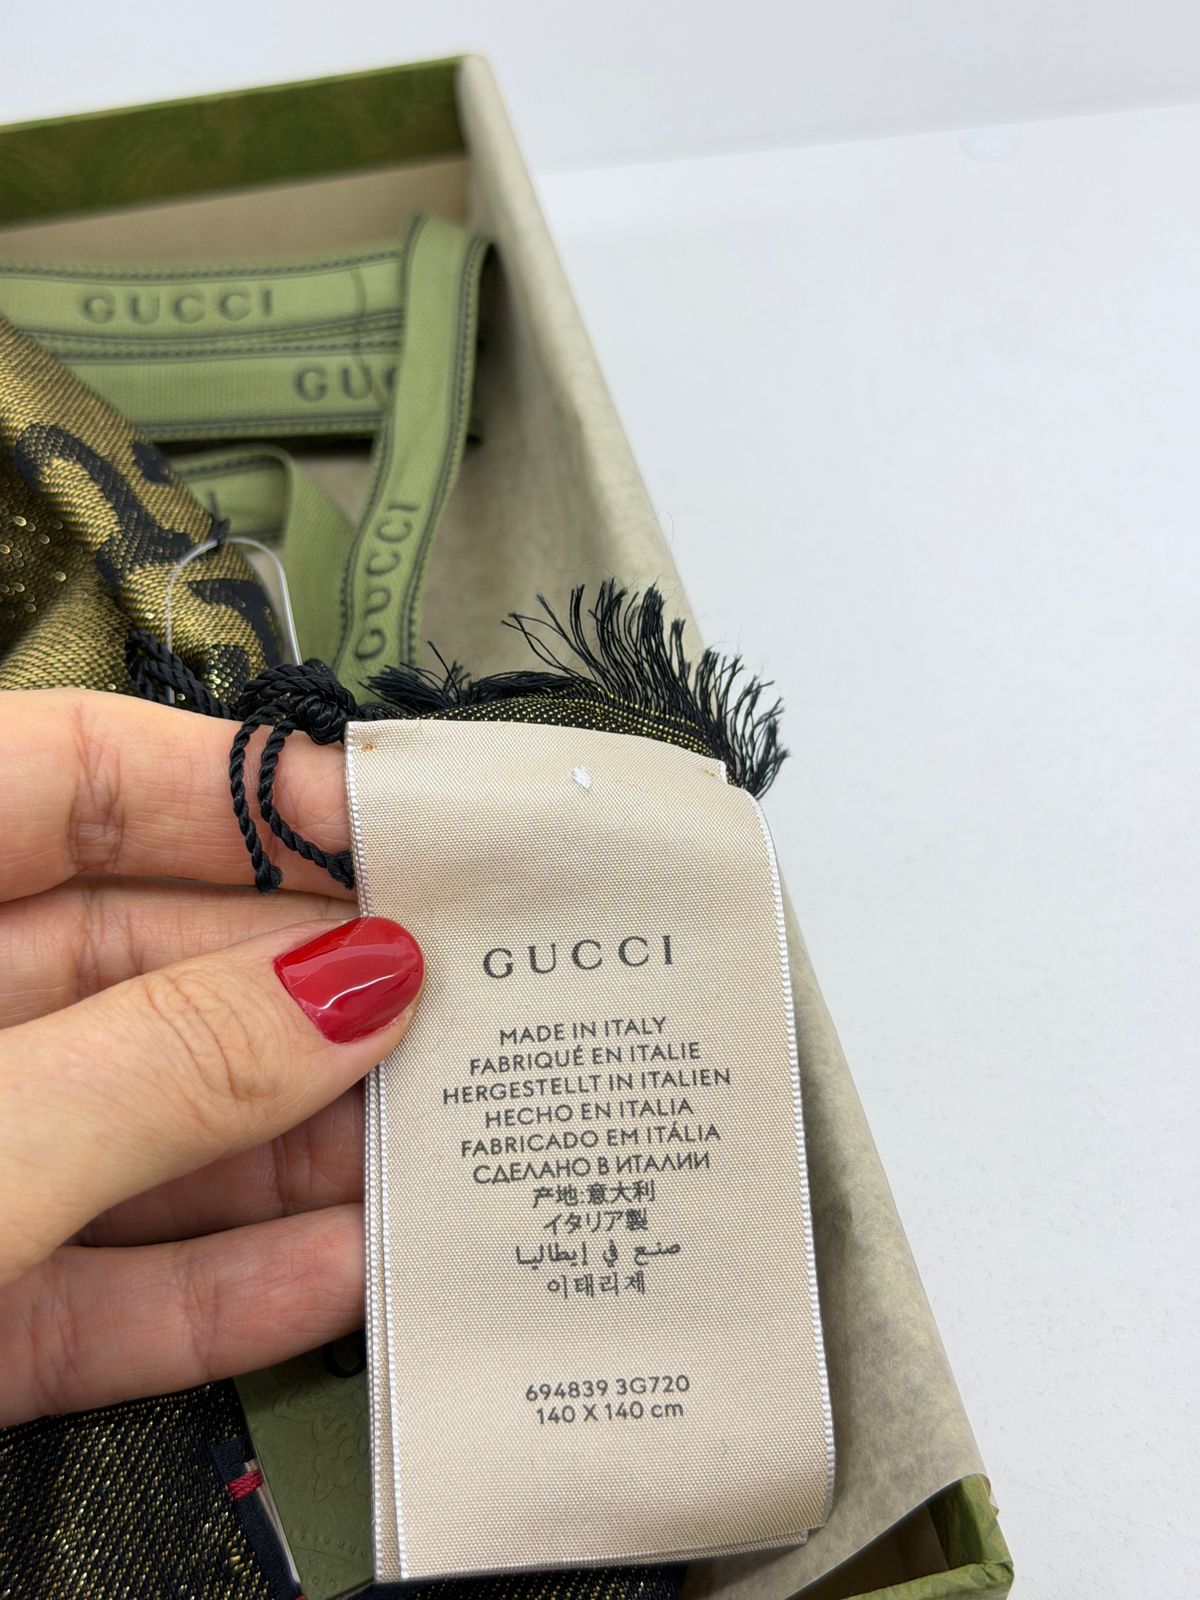 GUCCI
GUC
GUCCI
GUCCI
MADE IN ITALY
FABRIQUÉ EN ITALIE
HERGESTELLT IN ITALIEN
HECHO EN ITALIA
FABRICADO EM ITÁLIA
СДЕЛАНО В ИТАЛИИ
产地:意大利
イタリア製
صنع في إيطاليا
이태리제
694839 3G720
140 X 140 cm